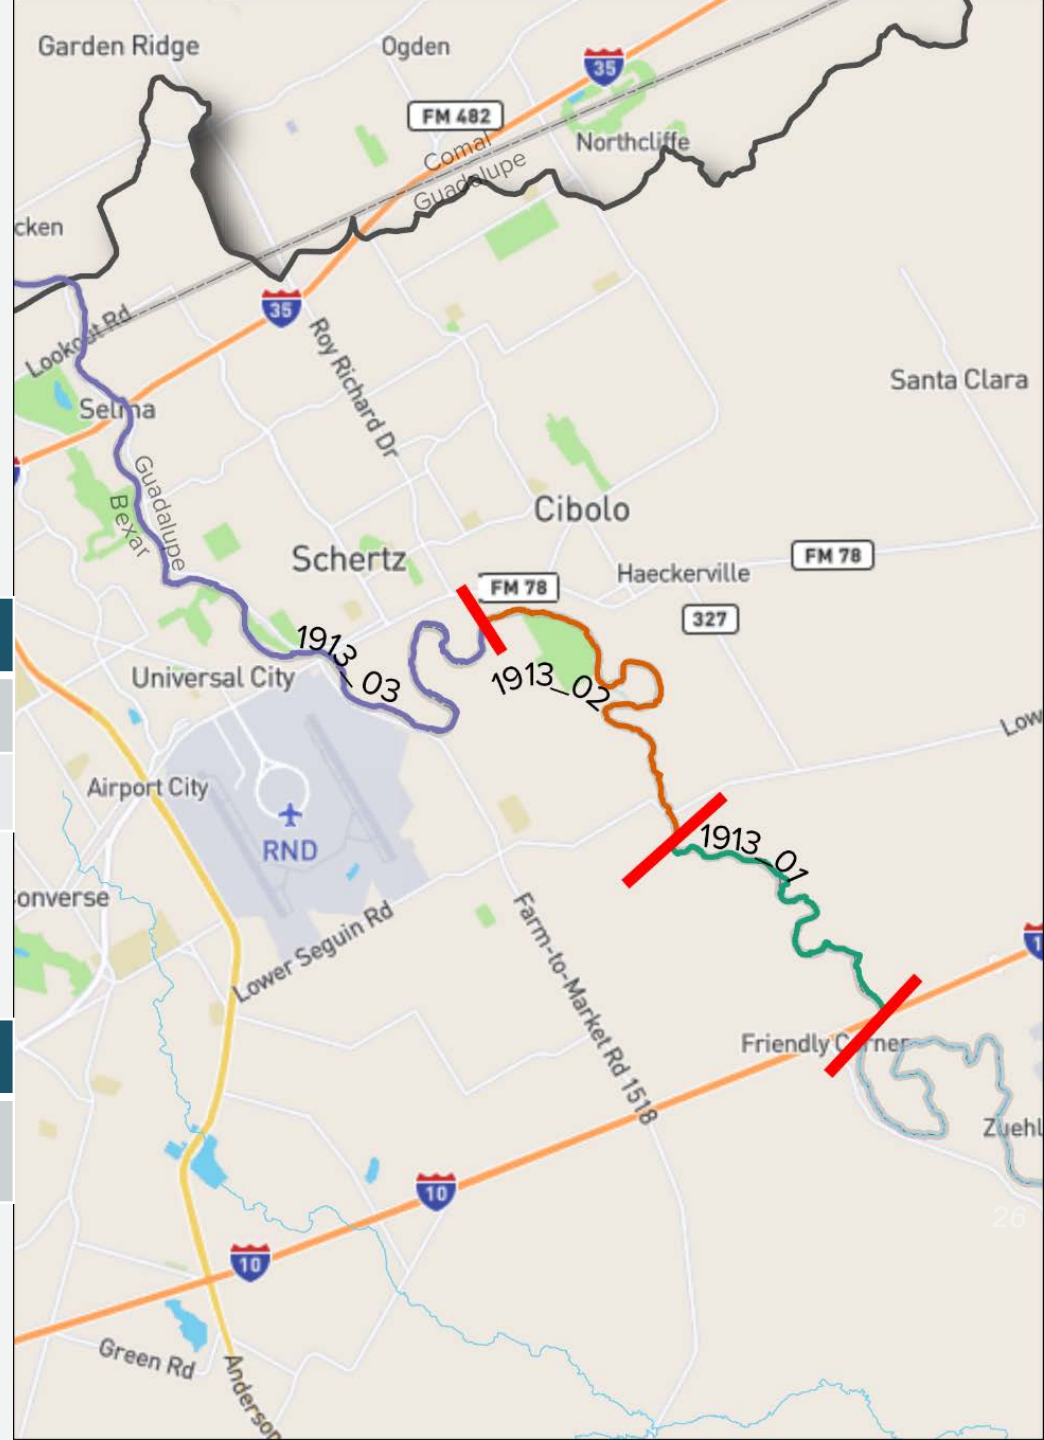 Garden Ridge
Ogden
35
FM 482
Northcliffe
Comal
Guadalupe
cken
35
Lookout Rd
Roy Richard Dr
Santa Clara
Selma
Guadalupe
Bexar
Cibolo
Schertz
FM 78
Haeckerville
FM 78
327
1913_03
1913_02
Universal City
Low
Airport City
RND
1913_01
onverse
Lower Seguin Rd
Farm-to-Market Rd 1518
1
Friendly Corner
Zuehl
10
26
10
Green Rd
Anderson